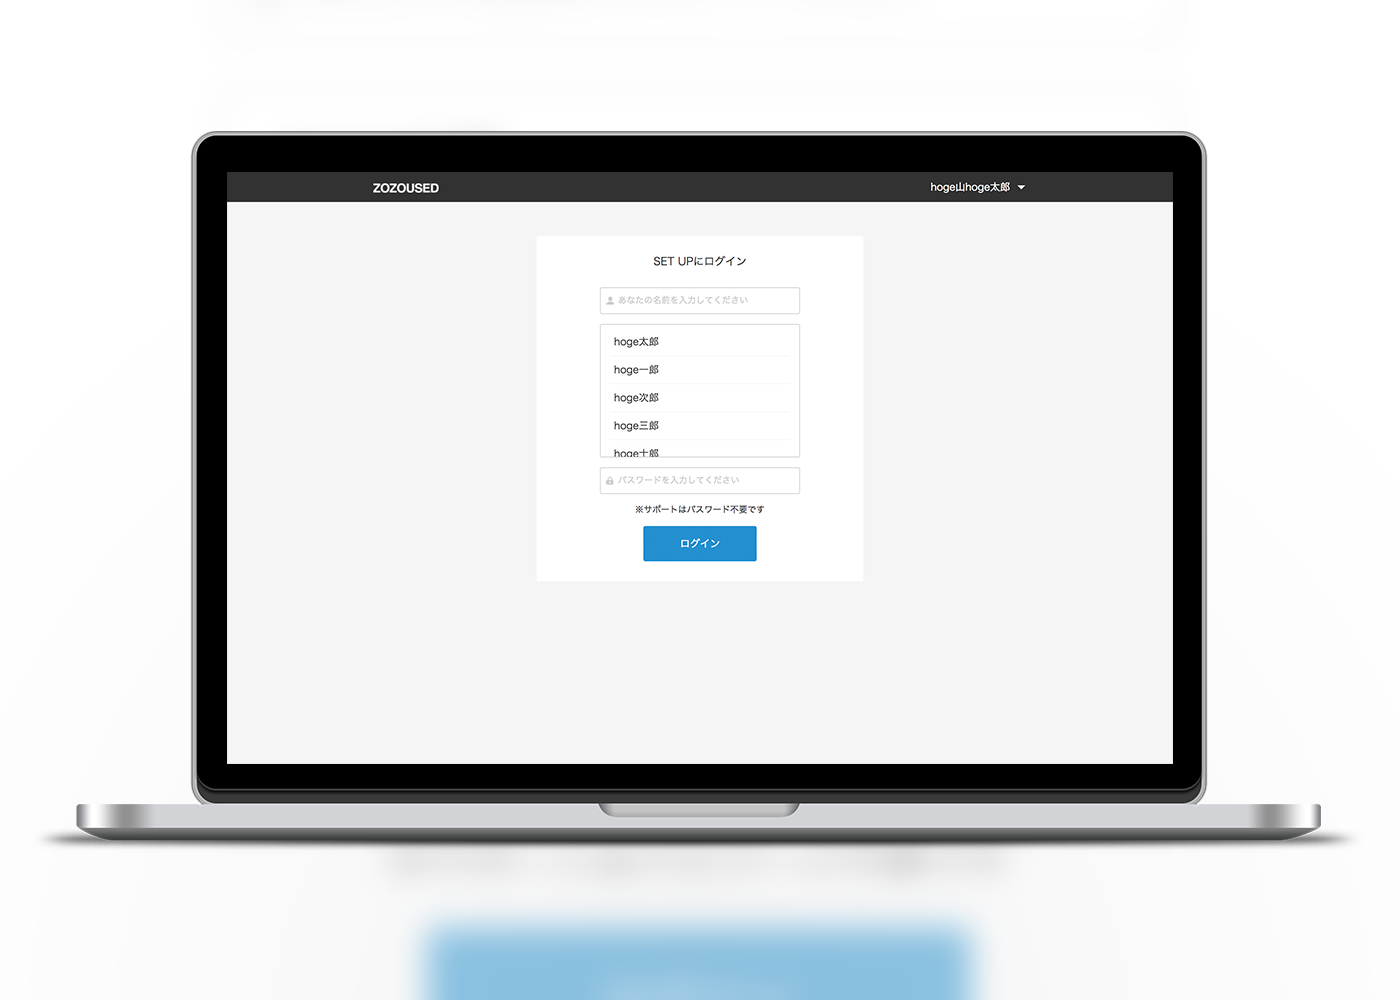 ZOZOUSED
hoge山hoge太郎
SET UPにログイン
あなたの名前を入力してください
hoge太郎
hoge一郎
hoge次郎
hoge三郎
hoge十郎
パスワードを入力してください
※サポートはパスワード不要です
ログイン